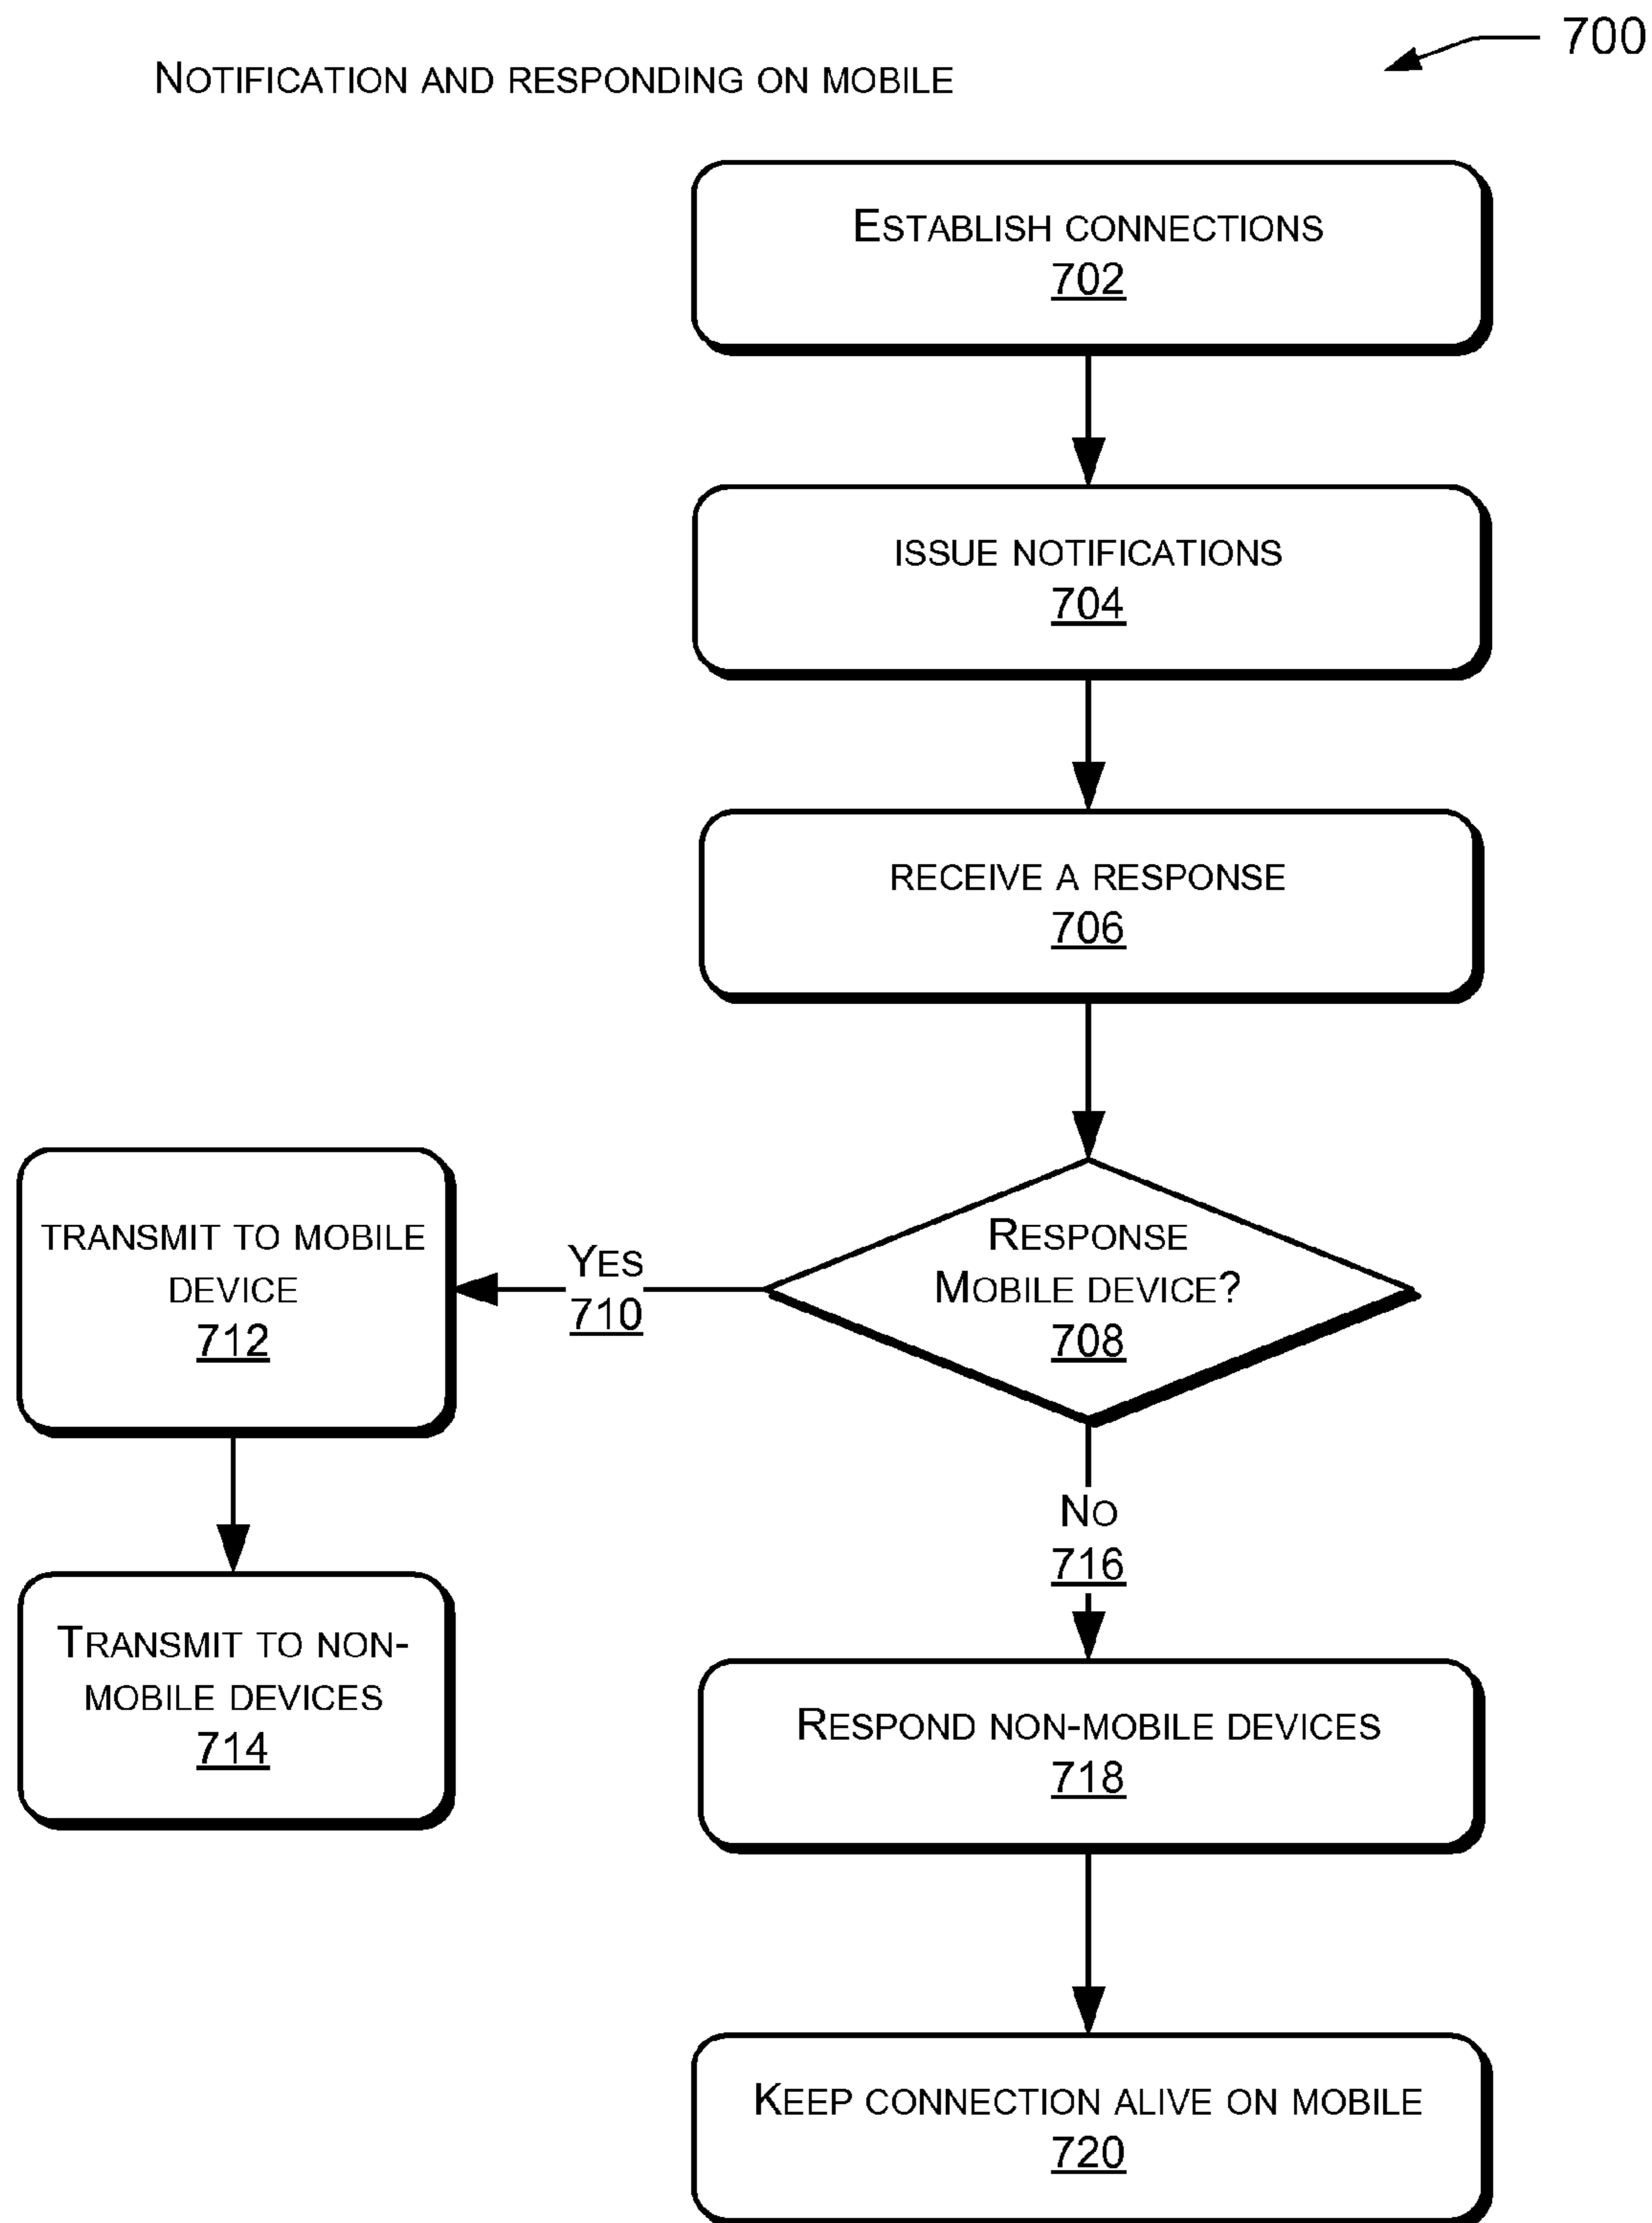 700
Notification and responding on mobile
Establish connections
702
issue notifications
704
receive a response
706
Response
Mobile device?
708
Yes
710
transmit to mobile
device
712
Transmit to non-
mobile devices
714
No
716
Respond non-mobile devices
718
Keep connection alive on mobile
720